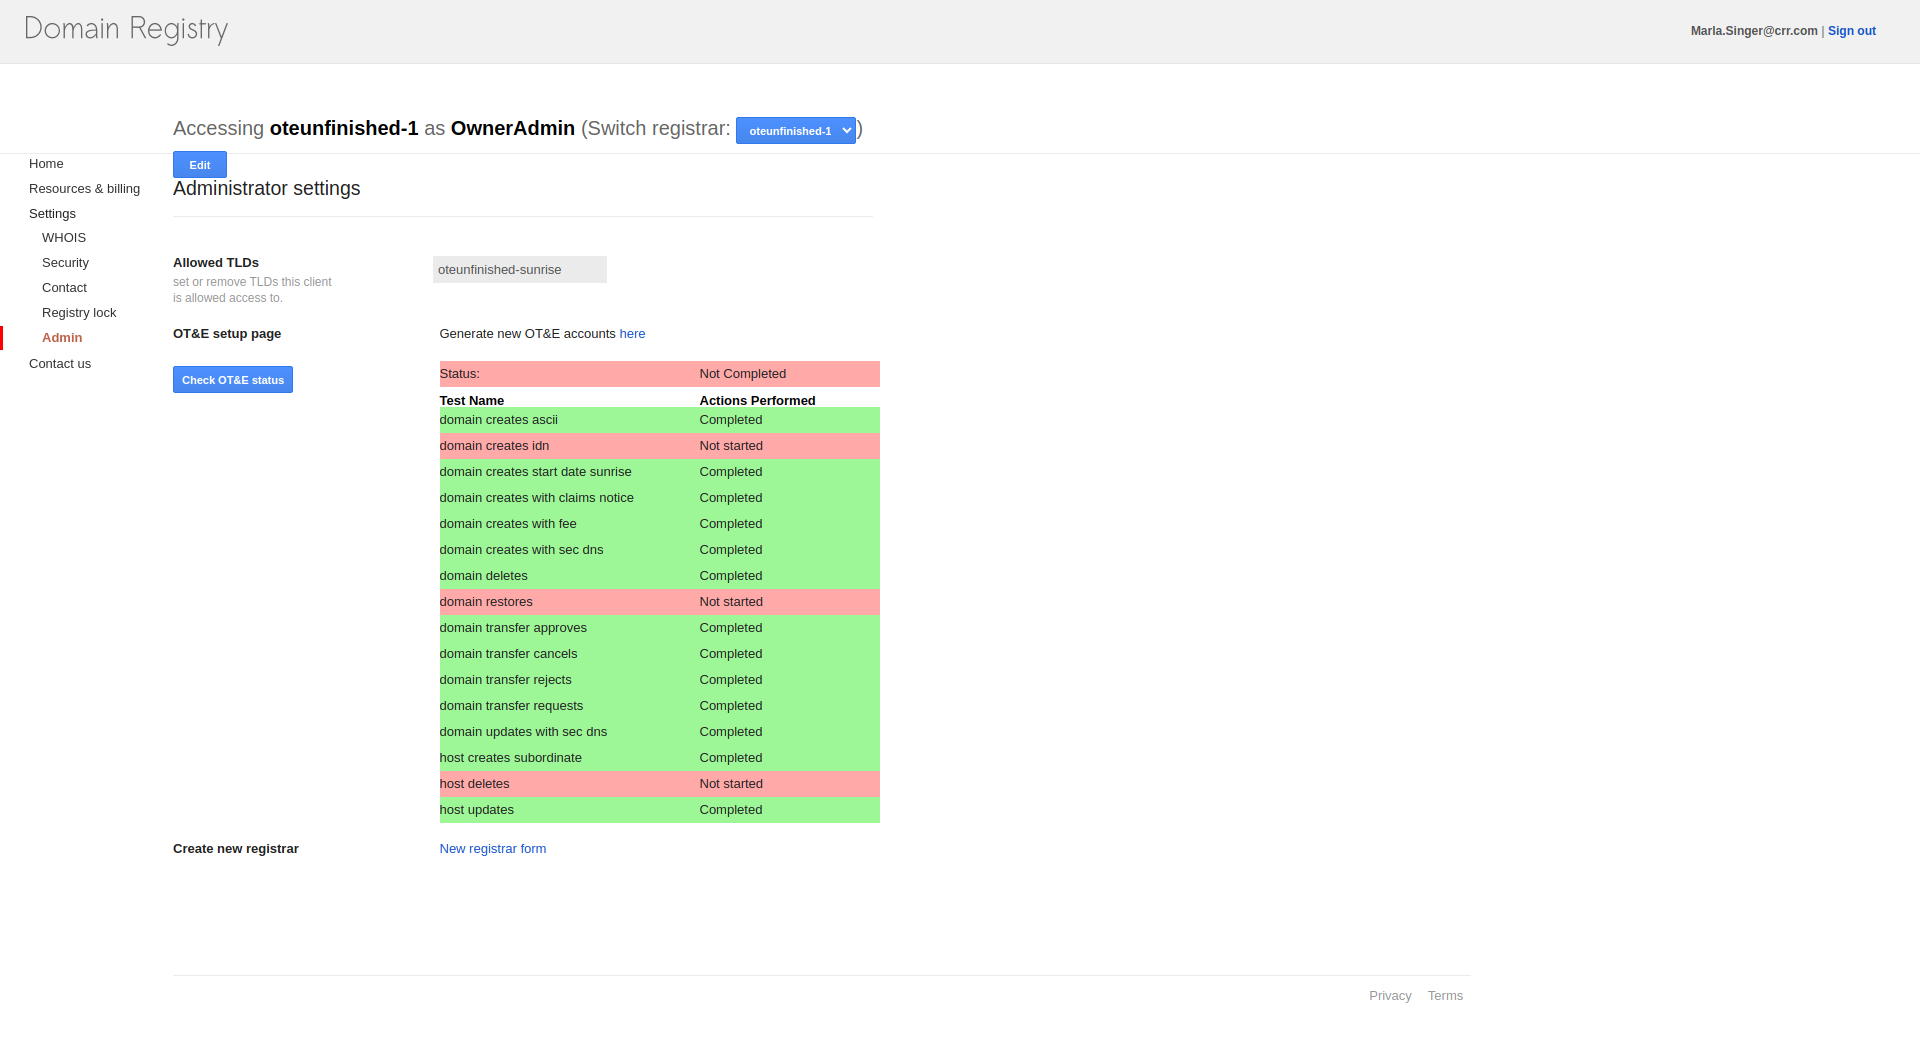 Domain Registry
Marla.Singer@crr.com | Sign out
Accessing oteunfinished-1 as OwnerAdmin (Switch registrar: oteunfinished-1)
Home
Resources & billing
Settings
WHOIS
Security
Contact
Registry lock
Admin
Contact us
Edit
Administrator settings
Allowed TLDs
set or remove TLDs this client
is allowed access to.
oteunfinished-sunrise
OT&E setup page
Generate new OT&E accounts here
Check OT&E status
Status: Not Completed
Test Name Actions Performed
domain creates ascii Completed
domain creates idn Not started
domain creates start date sunrise Completed
domain creates with claims notice Completed
domain creates with fee Completed
domain creates with sec dns Completed
domain deletes Completed
domain restores Not started
domain transfer approves Completed
domain transfer cancels Completed
domain transfer rejects Completed
domain transfer requests Completed
domain updates with sec dns Completed
host creates subordinate Completed
host deletes Not started
host updates Completed
Create new registrar
New registrar form
Privacy Terms